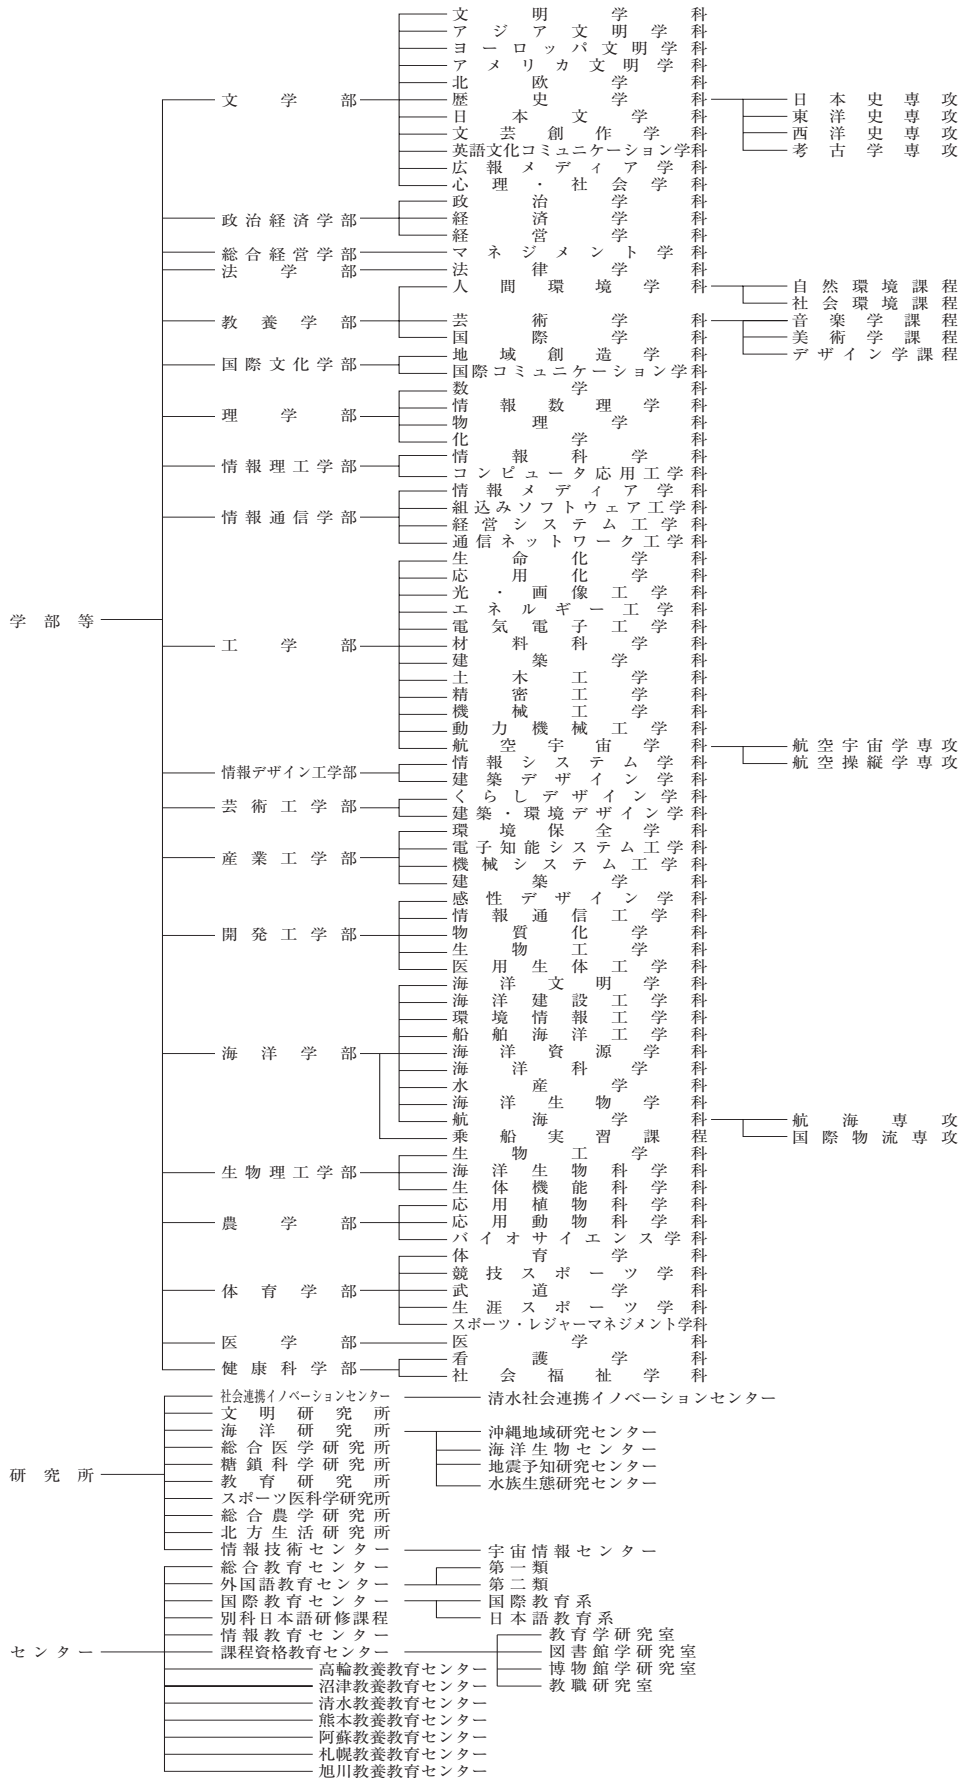 文明学科
アジア文明学科
ヨーロッパ文明学科
アメリカ文明学科
北欧学科
文学部 歴史学科 日本史専攻
日本文学科 東洋史専攻
文芸創作学科 西洋史専攻
英語文化コミュニケーション学科 考古学専攻
広報メディア学科
心理・社会学科
政治学科
政治経済学部 経済学科
経営学科
総合経営学部 マネジメント学科
法学部 法律学科
人間環境学科 自然環境課程
社会環境課程
教養学部 芸術学科 音楽学課程
国際学科 美術学課程
地域創造学科 デザイン学課程
国際文化学部 国際コミュニケーション学科
数学科
情報数理学科
理学部 物理学科
化学科
情報科学科
情報理工学部 コンピュータ応用工学科
情報メディア学科
組込みソフトウェア工学科
情報通信学部 経営システム工学科
通信ネットワーク工学科
生命化学科
応用化学科
光・画像工学科
エネルギー工学科
学部等 電気電子工学科
工学部 材料科学科
建築学科
土木工学科
精密工学科
機械工学科
動力機械工学科
航空宇宙学科 航空宇宙学専攻
情報システム学科 航空操縦学専攻
情報デザイン工学部 建築デザイン学科
くらしデザイン学科
芸術工学部 建築・環境デザイン学科
環境保全学科
電子知能システム工学科
産業工学部 機械システム工学科
建築学科
感性デザイン学科
情報通信工学科
開発工学部 物質化学科
生物工学科
医用生体工学科
海洋文明学科
海洋建設工学科
環境情報工学科
船舶海洋工学科
海洋学部 海洋資源学科
海洋科学科
水産学科
海洋生物学科
航海学科 航海専攻
乗船実習課程 国際物流専攻
生物工学科
生物理工学部 海洋生物科学科
生体機能科学科
応用植物科学科
農学部 応用動物科学科
バイオサイエンス学科
体育学科
競技スポーツ学科
体育学部 武道学科
生涯スポーツ学科
スポーツ・レジャーマネジメント学科
医学部 医学科
看護学科
健康科学部 社会福祉学科
社会連携イノベーションセンター 清水社会連携イノベーションセンター
文明研究所
海洋研究所 沖縄地域研究センター
総合医学研究所 海洋生物センター
糖鎖科学研究所 地震予知研究センター
研究所 教育研究所 水族生態研究センター
スポーツ医科学研究所
総合農学研究所
北方生活研究所
情報技術センター 宇宙情報センター
総合教育センター 第一類
外国語教育センター 第二類
国際教育センター 国際教育系
別科日本語研修課程 日本語教育系
情報教育センター 教育学研究室
センター 課程資格教育センター 図書館学研究室
高輪教養教育センター 博物館学研究室
沼津教養教育センター 教職研究室
清水教養教育センター
熊本教養教育センター
阿蘇教養教育センター
札幌教養教育センター
旭川教養教育センター